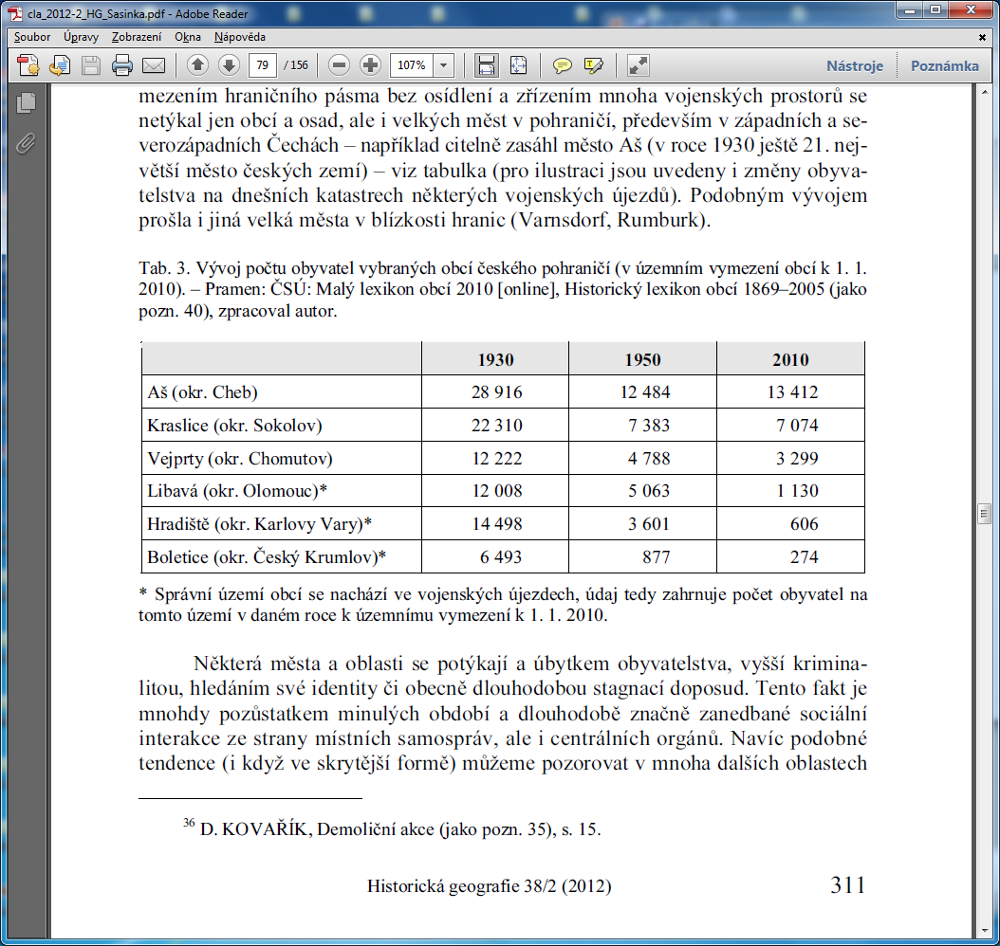 cla_2012-2_HG_Sasinka.pdf - Adobe Reader
Soubor Úpravy Zobrazení Okna Nápověda
79 / 156 107% Nástroje Poznámka
mezením hraničního pásma bez osídlení a zřízením mnoha vojenských prostorů se
netýkal jen obcí a osad, ale i velkých měst v pohraničí, především v západních a se-
verozápadních Čechách – například citelně zasáhl město Aš (v roce 1930 ještě 21. nej-
větší město českých zemí) – viz tabulka (pro ilustraci jsou uvedeny i změny obyva-
telstva na dnešních katastrech některých vojenských újezdů). Podobným vývojem
prošla i jiná velká města v blízkosti hranic (Varnsdorf, Rumburk).
Tab. 3. Vývoj počtu obyvatel vybraných obcí českého pohraničí (v územním vymezení obcí k 1. 1.
2010). – Pramen: ČSÚ: Malý lexikon obcí 2010 [online], Historický lexikon obcí 1869–2005 (jako
pozn. 40), zpracoval autor.
1930 1950 2010
Aš (okr. Cheb) 28 916 12 484 13 412
Kraslice (okr. Sokolov) 22 310 7 383 7 074
Vejprty (okr. Chomutov) 12 222 4 788 3 299
Libavá (okr. Olomouc)* 12 008 5 063 1 130
Hradiště (okr. Karlovy Vary)* 14 498 3 601 606
Boletice (okr. Český Krumlov)* 6 493 877 274
* Správní území obcí se nachází ve vojenských újezdech, údaj tedy zahrnuje počet obyvatel na
tomto území v daném roce k územnímu vymezení k 1. 1. 2010.
Některá města a oblasti se potýkají a úbytkem obyvatelstva, vyšší krimina-
litou, hledáním své identity či obecně dlouhodobou stagnací doposud. Tento fakt je
mnohdy pozůstatkem minulých období a dlouhodobě značně zanedbané sociální
interakce ze strany místních samospráv, ale i centrálních orgánů. Navíc podobné
tendence (i když ve skrytější formě) můžeme pozorovat v mnoha dalších oblastech
36 D. KOVAŘÍK, Demoliční akce (jako pozn. 35), s. 15.
Historická geografie 38/2 (2012) 311